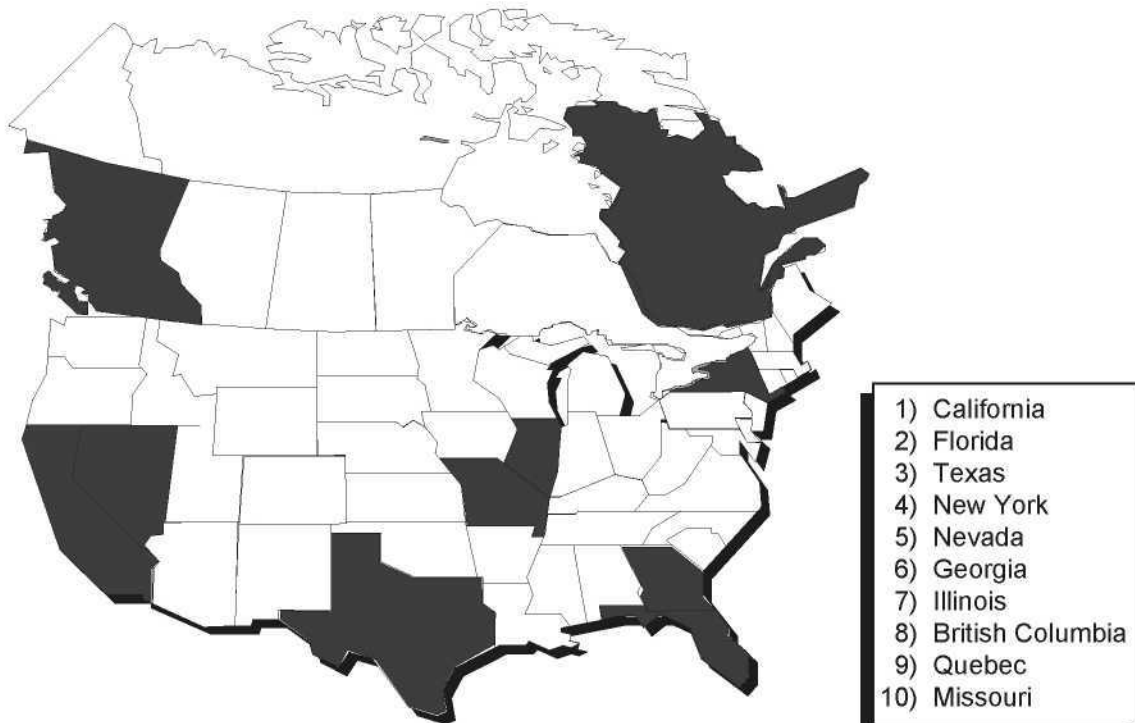 1) California
2) Florida
3) Texas
4) New York
5) Nevada
6) Georgia
7) Illinois
8) British Columbia
9) Quebec
10) Missouri